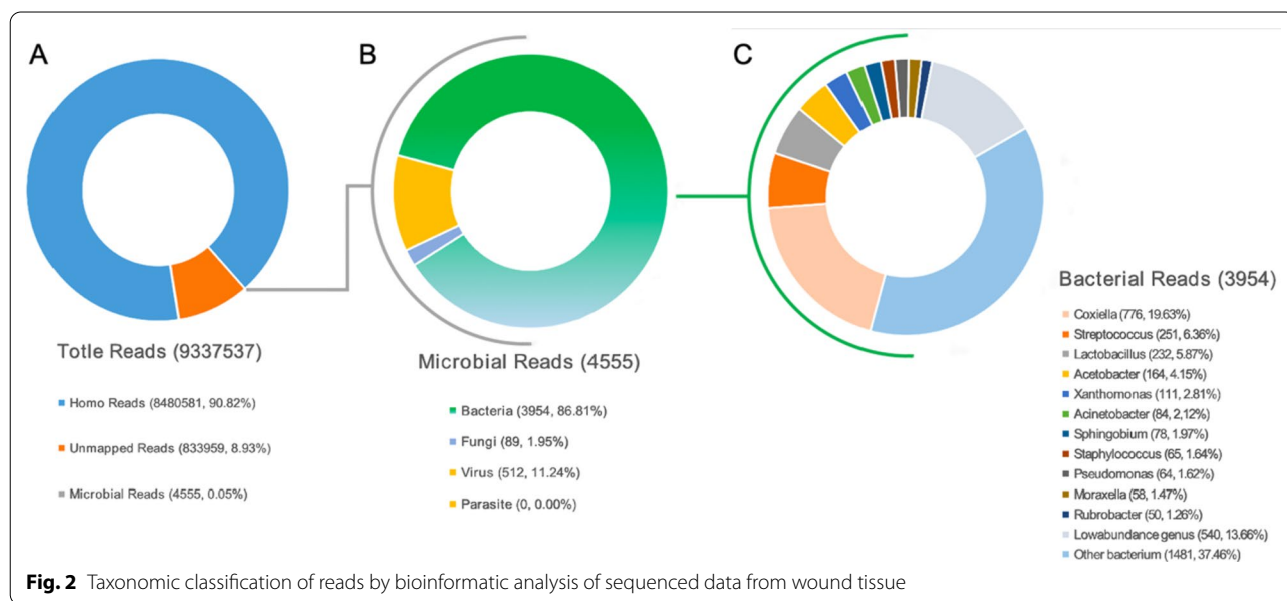 A
B
C
Totle Reads (9337537)
Homo Reads (8480581, 90.82%)
Unmapped Reads (833959, 8.93%)
Microbial Reads (4555, 0.05%)
Microbial Reads (4555)
Bacteria (3954, 86.81%)
Fungi (89, 1.95%)
Virus (512, 11.24%)
Parasite (0, 0.00%)
Bacterial Reads (3954)
Coxiella (776, 19.63%)
Streptococcus (251, 6.36%)
Lactobacillus (232, 5.87%)
Acetobacter (164, 4.15%)
Xanthomonas (111, 2.81%)
Acinetobacter (84, 2,12%)
Sphingobium (78, 1.97%)
Staphylococcus (65, 1.64%)
Pseudomonas (64, 1.62%)
Moraxella (58, 1.47%)
Rubrobacter (50, 1.26%)
Lowabundance genus (540, 13.66%)
Other bacterium (1481, 37.46%)
Fig. 2 Taxonomic classification of reads by bioinformatic analysis of sequenced data from wound tissue